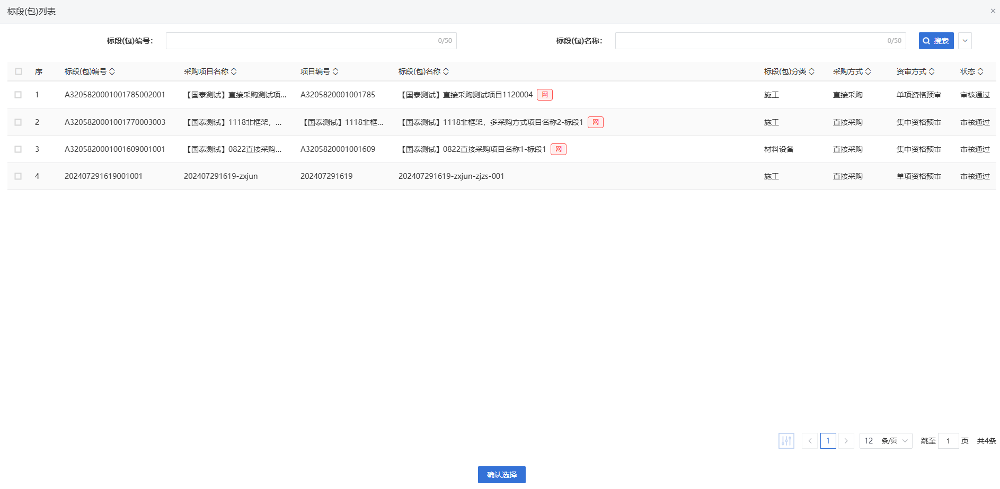 标段(包)列表
标段(包)编号： 0/50 标段(包)名称： 0/50 搜索
序 标段(包)编号 采购项目名称 项目编号 标段(包)名称 标段(包)分类 采购方式 资审方式 状态
1 A3205820001001785002001 【国泰测试】直接采购测试项... A3205820001001785 【国泰测试】直接采购测试项目1120004 网 施工 直接采购 单项资格预审 审核通过
2 A3205820001001770003003 【国泰测试】1118非框架，... 【国泰测试】1118非框... 【国泰测试】1118非框架，多采购方式项目名称2-标段1 网 施工 直接采购 集中资格预审 审核通过
3 A3205820001001609001001 【国泰测试】0822直接采购... A3205820001001609 【国泰测试】0822直接采购项目名称1-标段1 网 材料设备 直接采购 集中资格预审 审核通过
4 202407291619001001 202407291619-zxjun 202407291619 202407291619-zxjun-zjzs-001 施工 直接采购 单项资格预审 审核通过
1 12 条/页 跳至 1 页 共4条
确认选择